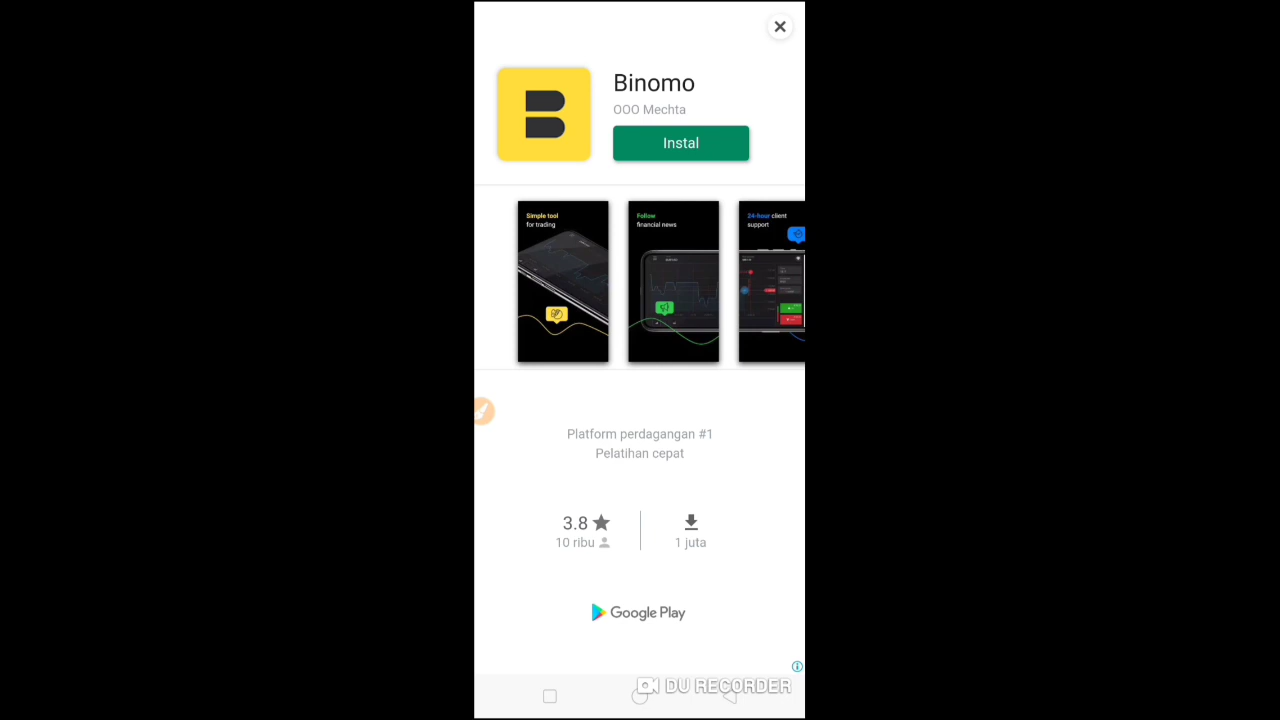 Binomo
OOO Mechta
Instal
Simple tool
for trading
Follow
financial news
24-hour client
support
Platform perdagangan #1
Pelatihan cepat
3.8
10 ribu
1 juta
Google Play
DU RECORDER